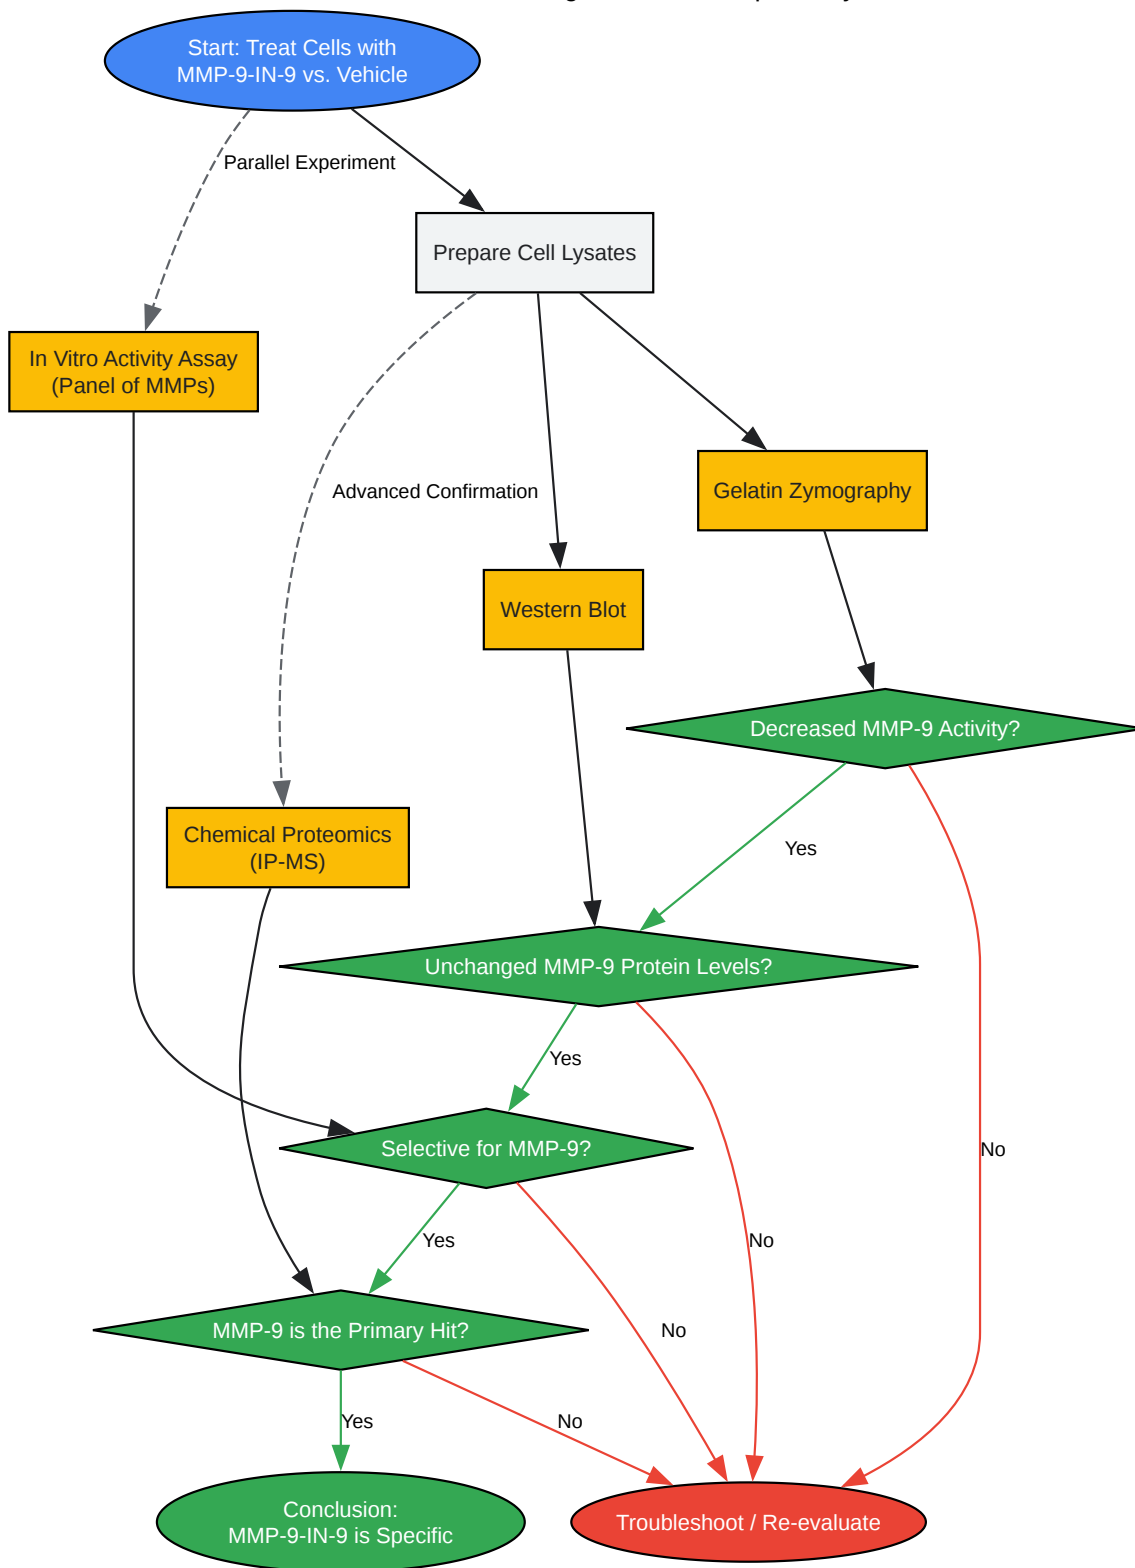 Start: Treat Cells with
MMP-9-IN-9 vs. Vehicle
Parallel Experiment
Prepare Cell Lysates
In Vitro Activity Assay
(Panel of MMPs)
Advanced Confirmation
Gelatin Zymography
Western Blot
Decreased MMP-9 Activity?
Chemical Proteomics
(IP-MS)
Yes
Unchanged MMP-9 Protein Levels?
Yes
Selective for MMP-9?
No
Yes
No
MMP-9 is the Primary Hit?
No
Yes
No
Conclusion:
MMP-9-IN-9 is Specific
Troubleshoot / Re-evaluate